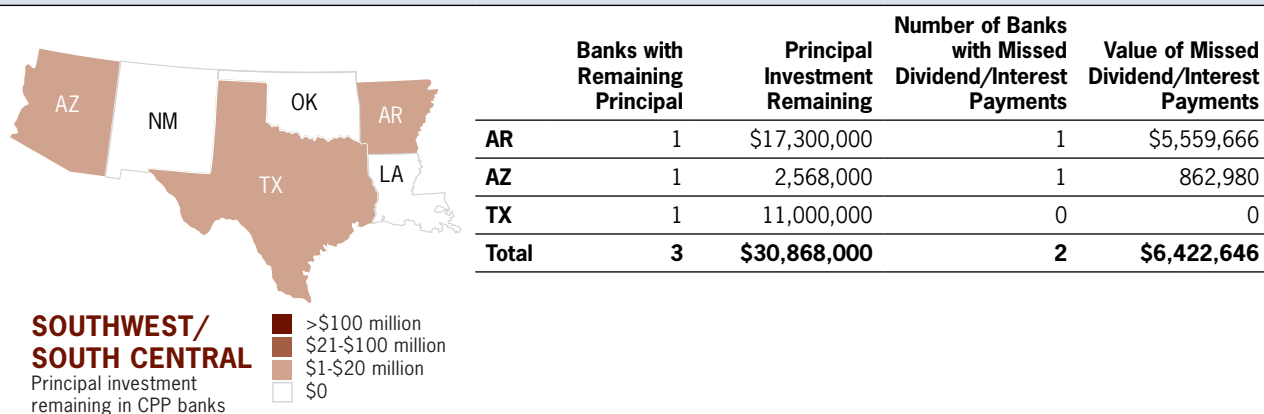 AZ
NM
OK
AR
TX
LA
SOUTHWEST/
SOUTH CENTRAL
Principal investment
remaining in CPP banks
>$100 million
$21-$100 million
$1-$20 million
$0
Banks with Remaining Principal Principal Investment Remaining Number of Banks with Missed Dividend/Interest Payments Value of Missed Dividend/Interest Payments
AR 1 $17,300,000 1 $5,559,666
AZ 1 2,568,000 1 862,980
TX 1 11,000,000 0 0
Total 3 $30,868,000 2 $6,422,646